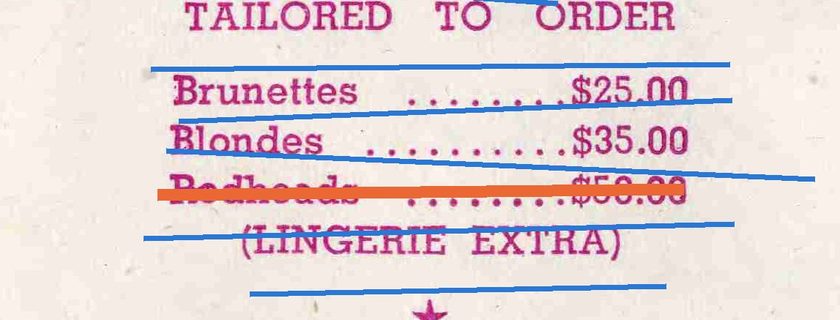 TAILORED TO ORDER
Brunettes ........ $25.00
Blondes .......... $35.00
Redheads ........ $50.00
(LINGERIE EXTRA)